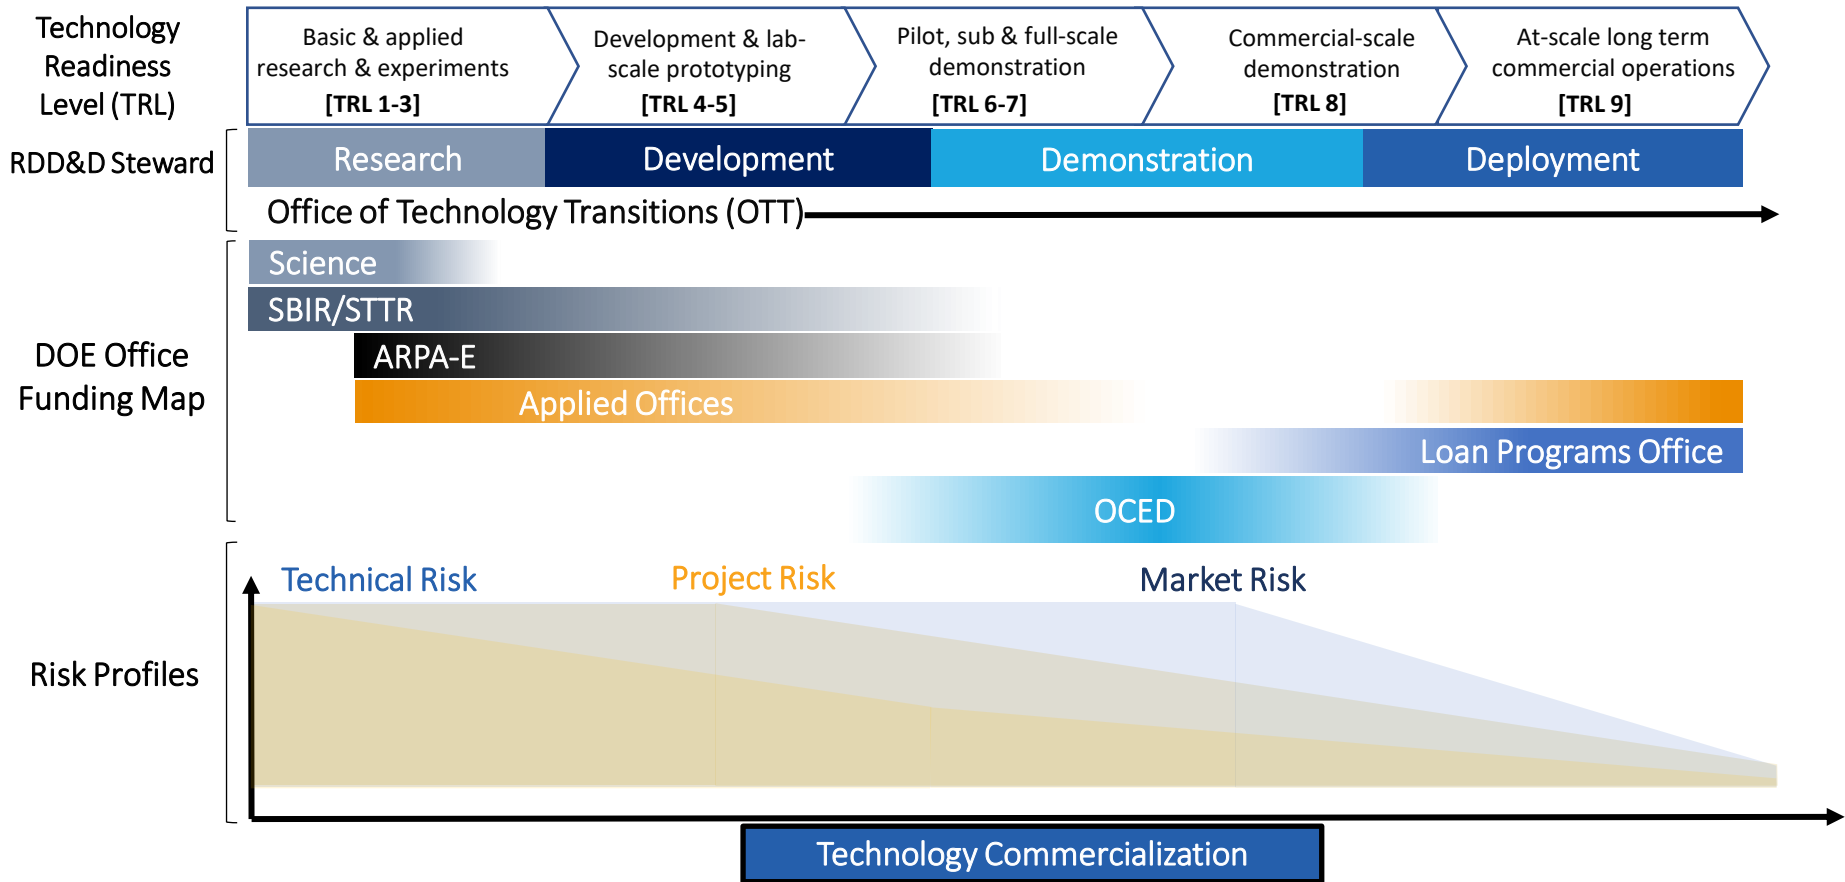 Technology
Readiness
Level (TRL)
Basic & applied
research & experiments
[TRL 1-3]
Development & lab-
scale prototyping
[TRL 4-5]
Pilot, sub & full-scale
demonstration
[TRL 6-7]
Commercial-scale
demonstration
[TRL 8]
At-scale long term
commercial operations
[TRL 9]
RDD&D Steward
Research
Development
Demonstration
Deployment
Office of Technology Transitions (OTT)
DOE Office
Funding Map
Science
SBIR/STTR
ARPA-E
Applied Offices
Loan Programs Office
OCED
Risk Profiles
Technical Risk
Project Risk
Market Risk
Technology Commercialization